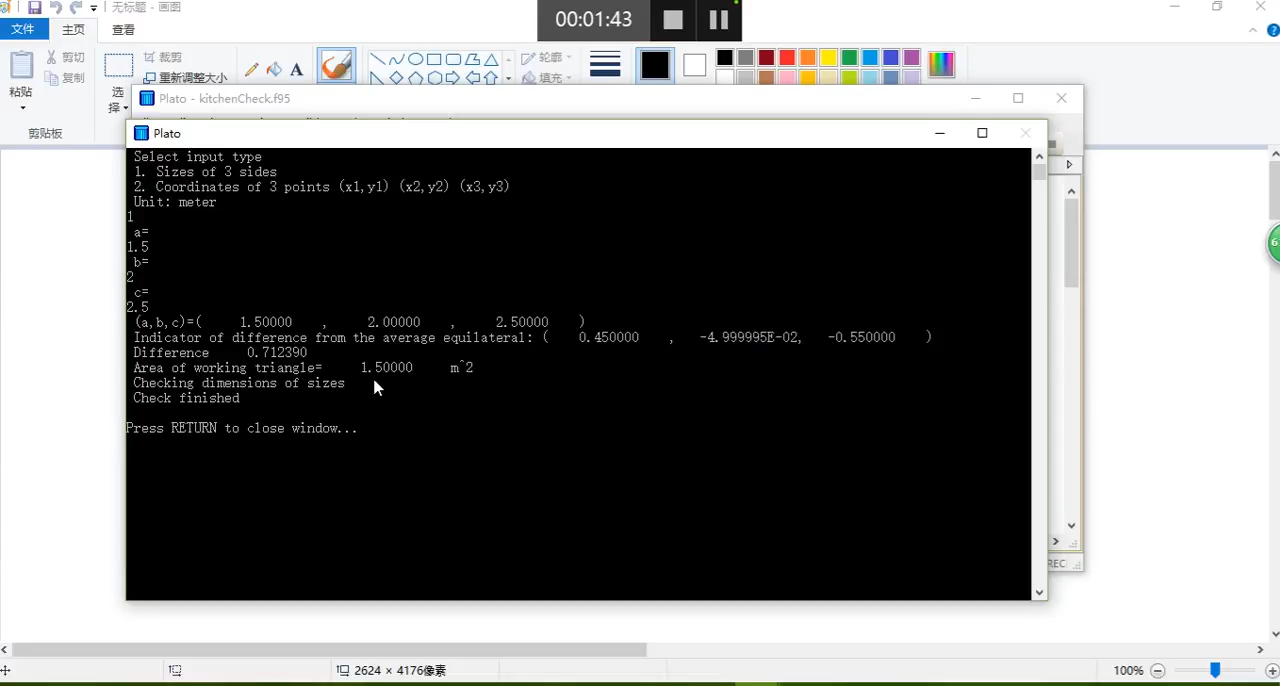 无标题 - 画图
00:01:43
文件 主页 查看
剪切
裁剪
轮廓
复制
重新调整大小
A
填充
粘贴
选
择
剪贴板
Plato - kitchenCheck.f95
Plato
Select input type
1. Sizes of 3 sides
2. Coordinates of 3 points (x1,y1) (x2,y2) (x3,y3)
Unit: meter
1
a=
1.5
b=
2
c=
2.5
(a,b,c)=( 1.50000 , 2.00000 , 2.50000 )
Indicator of difference from the average equilateral: ( 0.450000 , -4.999995E-02, -0.550000 )
Difference 0.712390
Area of working triangle= 1.50000 m^2
Checking dimensions of sizes
Check finished
Press RETURN to close window...
REC
6
2624 × 4176像素
100%